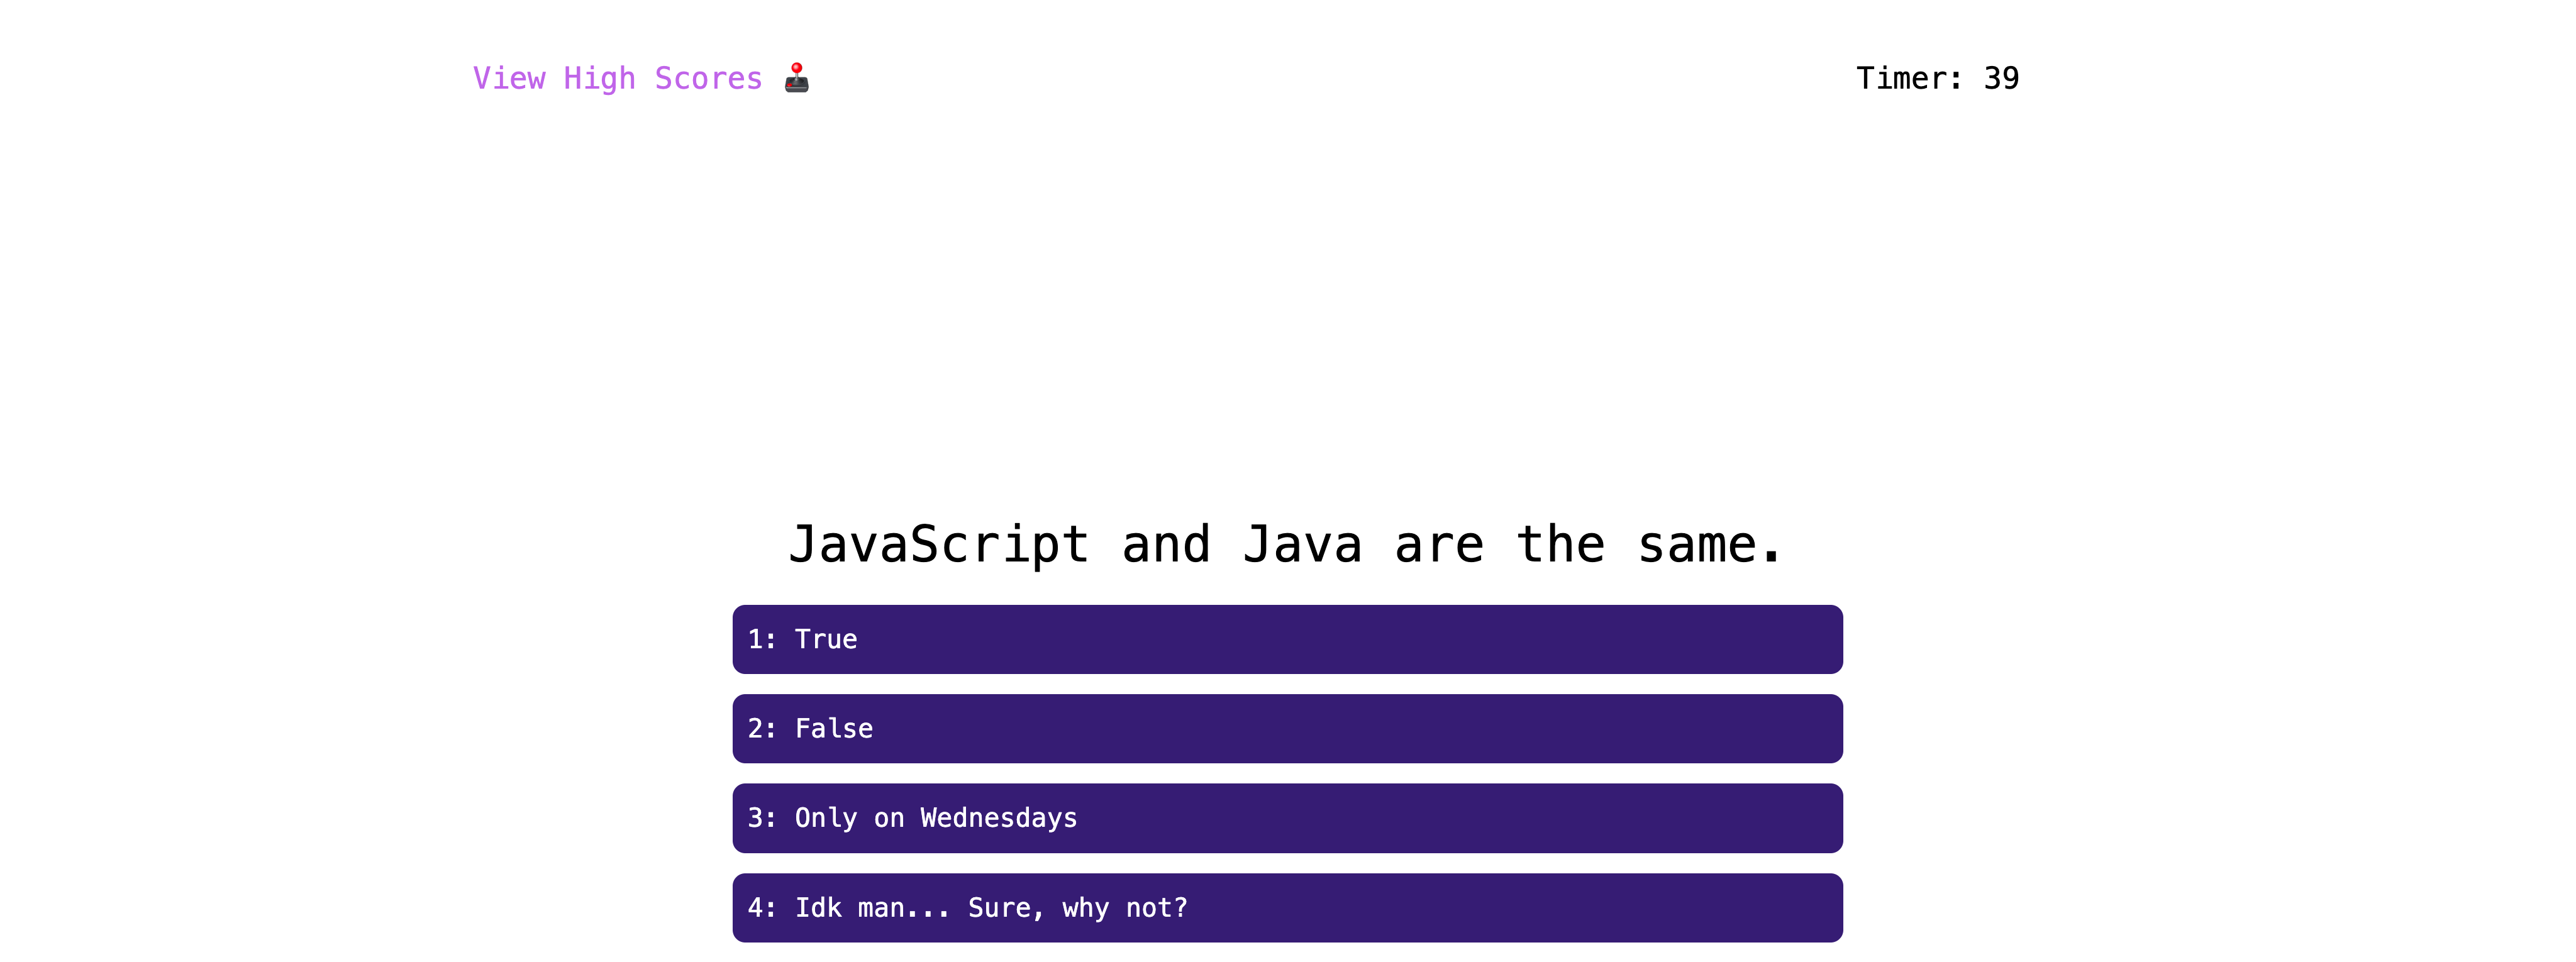 View High Scores 🕹️
Timer: 39
JavaScript and Java are the same.
1: True
2: False
3: Only on Wednesdays
4: Idk man... Sure, why not?